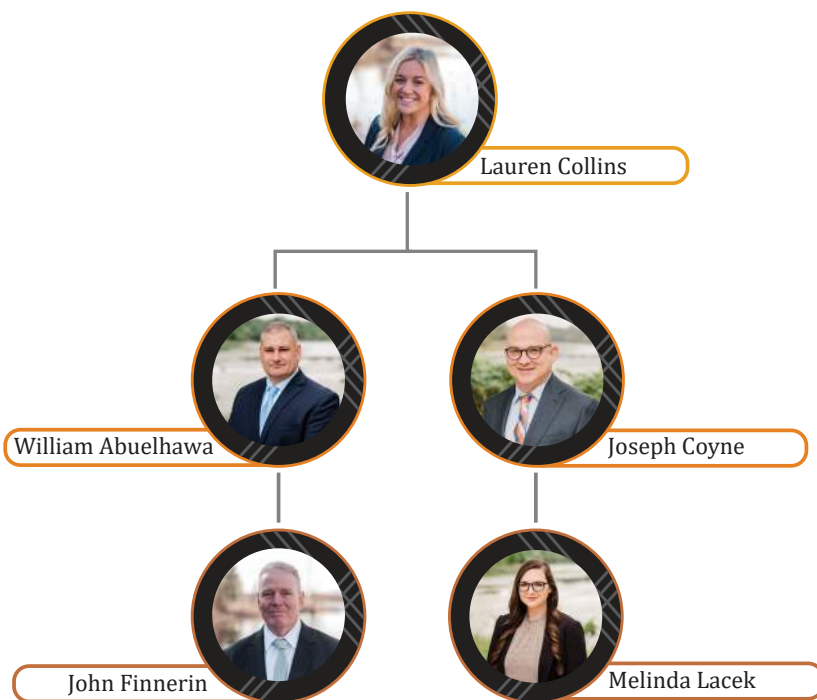 Lauren Collins
William Abuelhawa
Joseph Coyne
John Finnerin
Melinda Lacek